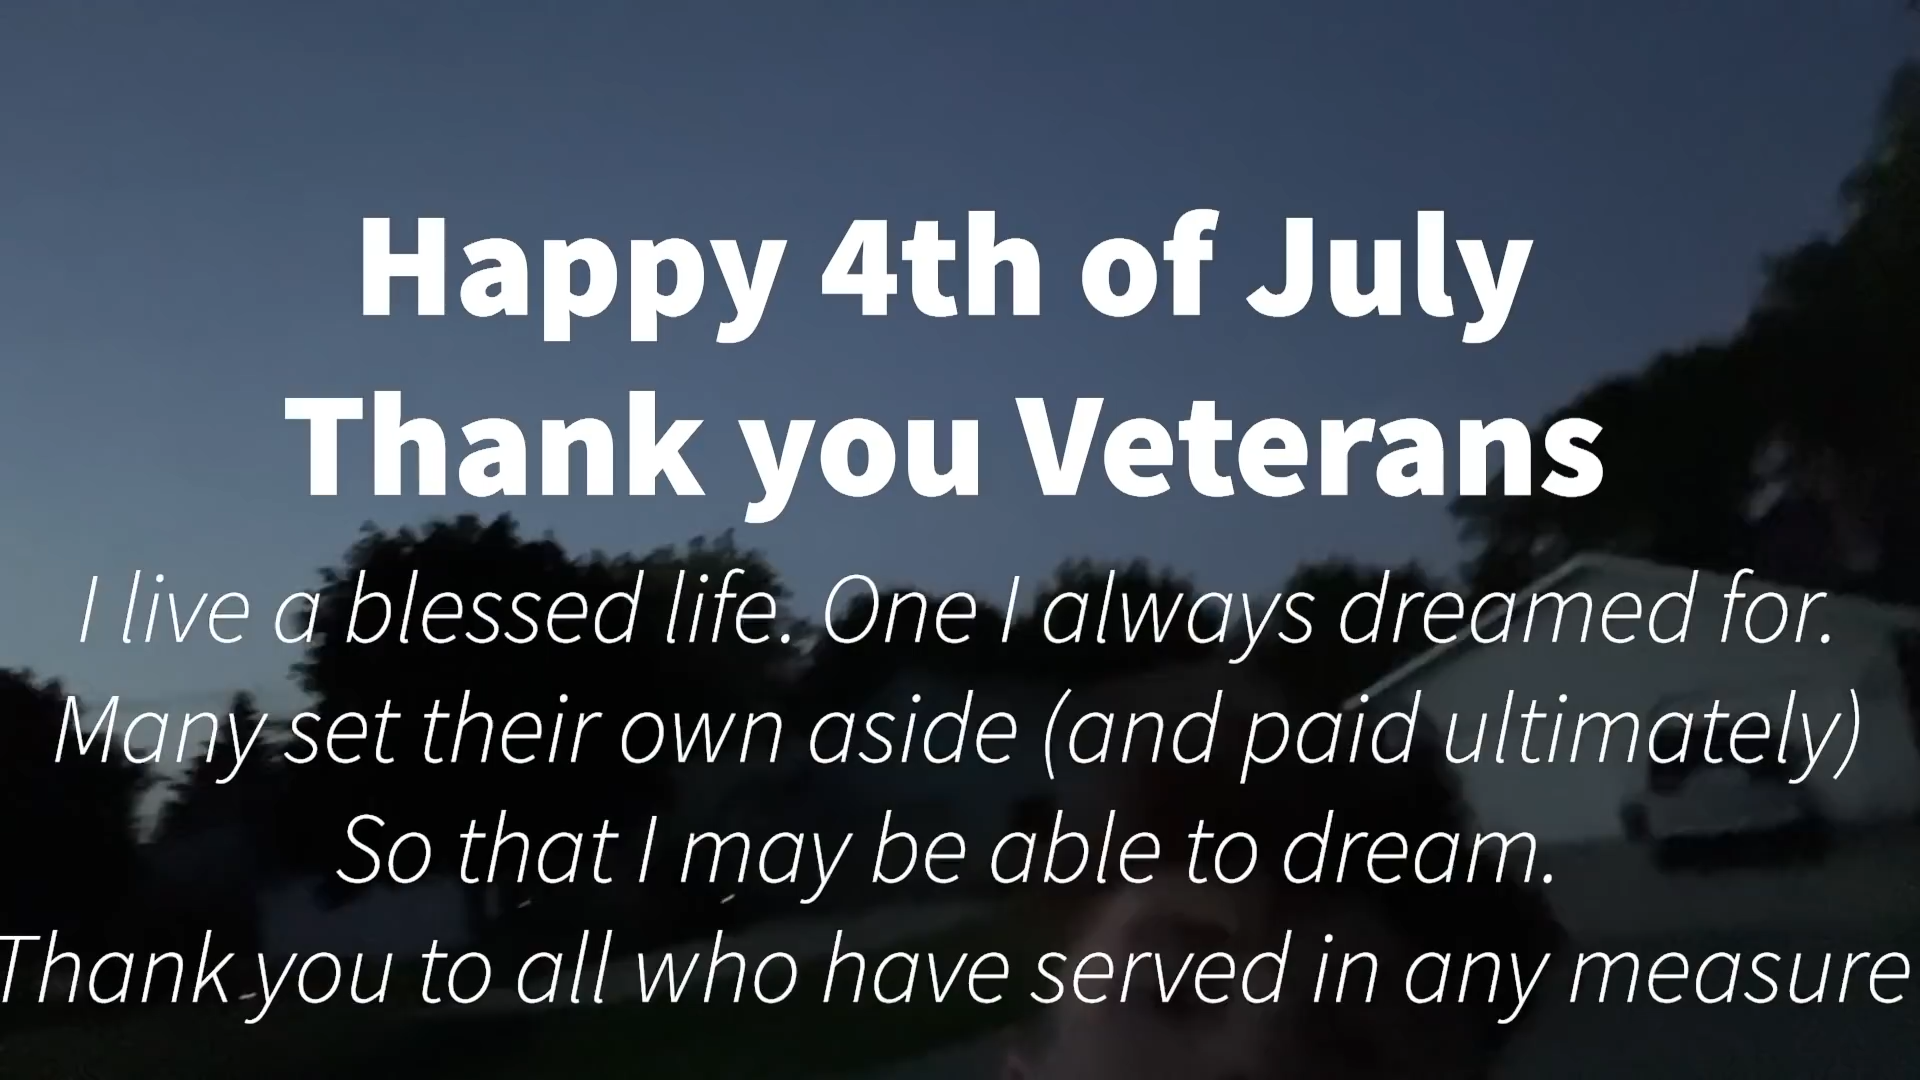 Happy 4th of July
Thank you Veterans
I live a blessed life. One I always dreamed for.
Many set their own aside (and paid ultimately)
So that I may be able to dream.
Thank you to all who have served in any measure